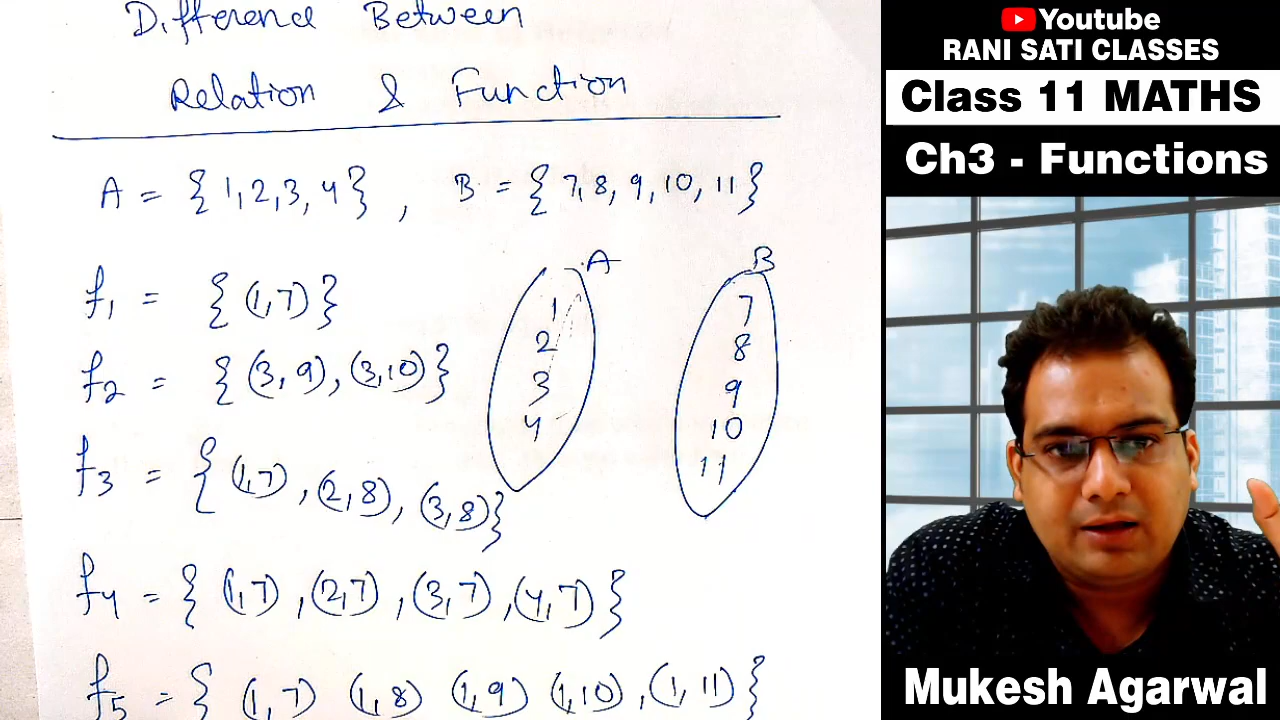 Difference Between
Relation & Function
A = {1,2,3,4} , B = {7,8,9,10,11}
f1 = {(1,7)}
f2 = {(3,9),(3,10)}
f3 = {(1,7),(2,8),(3,8)}
f4 = {(1,7),(2,7),(3,7),(4,7)}
f5 = {(1,7) (1,8) (1,9) (1,10),(1,11)}
A
1
2
3
4
B
7
8
9
10
11
Youtube
RANI SATI CLASSES
Class 11 MATHS
Ch3 - Functions
Mukesh Agarwal